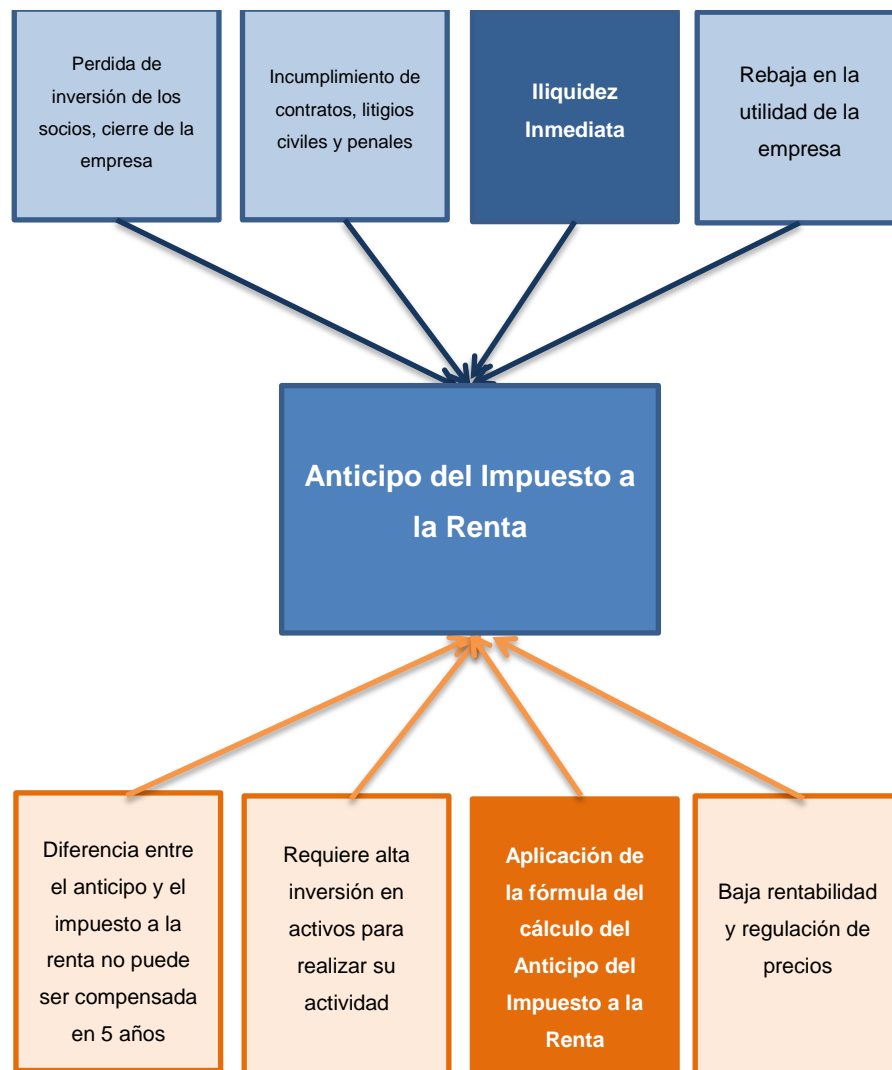 Perdida de
inversión de los
socios, cierre de la
empresa
Incumplimiento de
contratos, litigios
civiles y penales
Iliquidez
Inmediata
Rebaja en la
utilidad de la
empresa
Anticipo del Impuesto a
la Renta
Diferencia entre
el anticipo y el
impuesto a la
renta no puede
ser compensada
en 5 años
Requiere alta
inversión en
activos para
realizar su
actividad
Aplicación de
la fórmula del
cálculo del
Anticipo del
Impuesto a la
Renta
Baja rentabilidad
y regulación de
precios